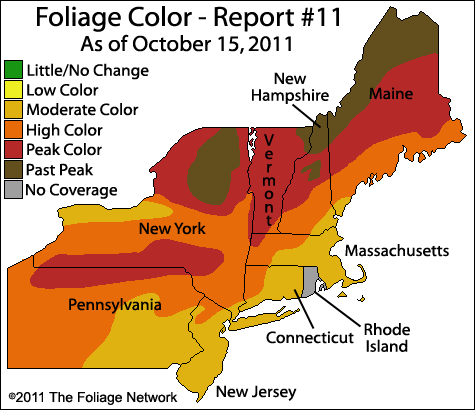 Foliage Color - Report #11
As of October 15, 2011
Little/No Change
Low Color
Moderate Color
High Color
Peak Color
Past Peak
No Coverage
New
Hampshire
Maine
Vermont
New York
Massachusetts
Pennsylvania
Connecticut
Rhode
Island
New Jersey
©2011 The Foliage Network